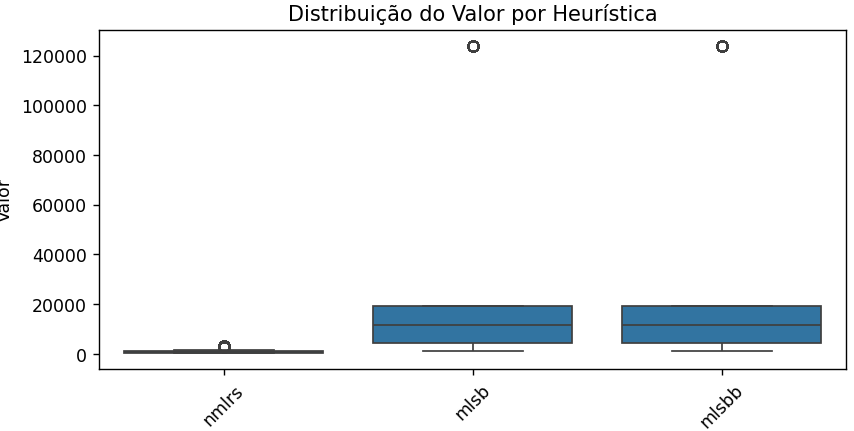 Distribuição do Valor por Heurística
120000
100000
80000
60000
40000
20000
0
valor
nmlrs
mlsb
mlsbb